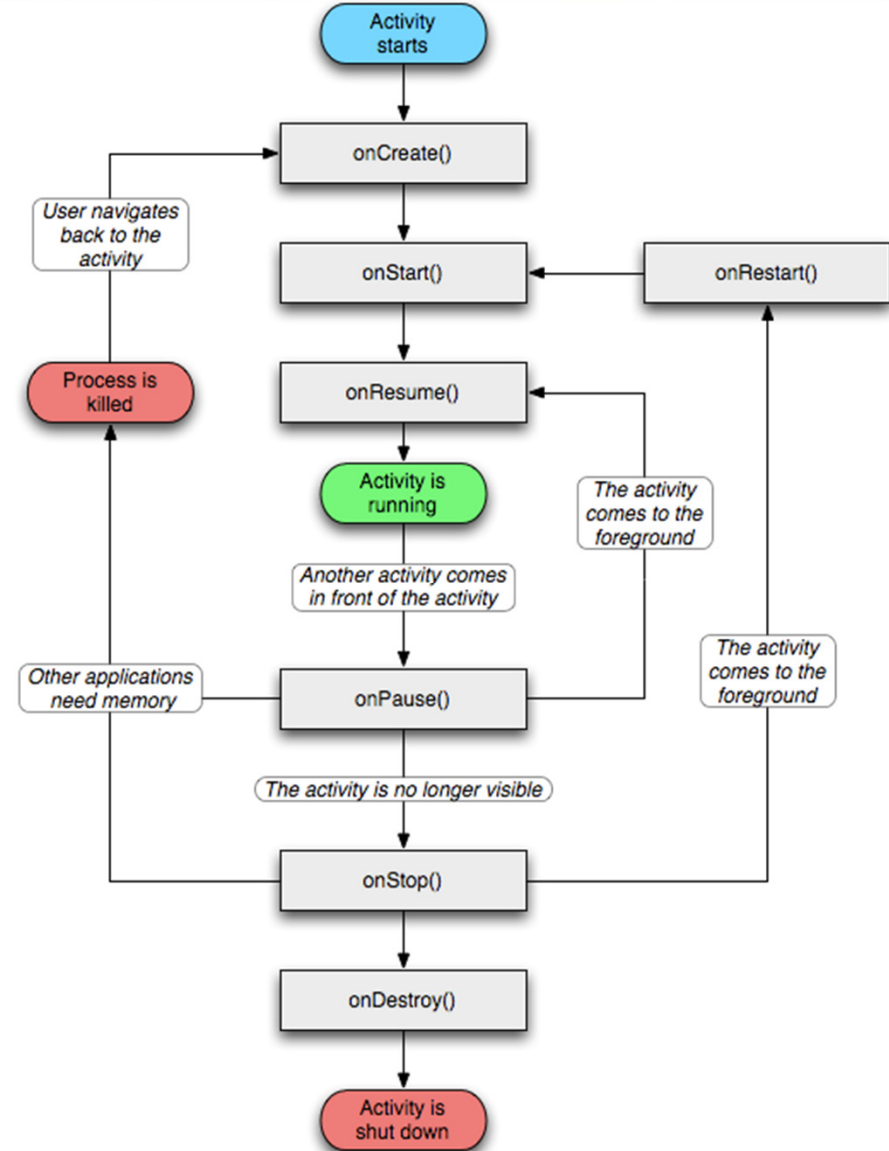 Activity
starts
onCreate()
User navigates
back to the
activity
onStart()
onRestart()
Process is
killed
onResume()
Activity is
running
The activity
comes to the
foreground
Another activity comes
in front of the activity
The activity
comes to the
foreground
Other applications
need memory
onPause()
The activity is no longer visible
onStop()
onDestroy()
Activity is
shut down